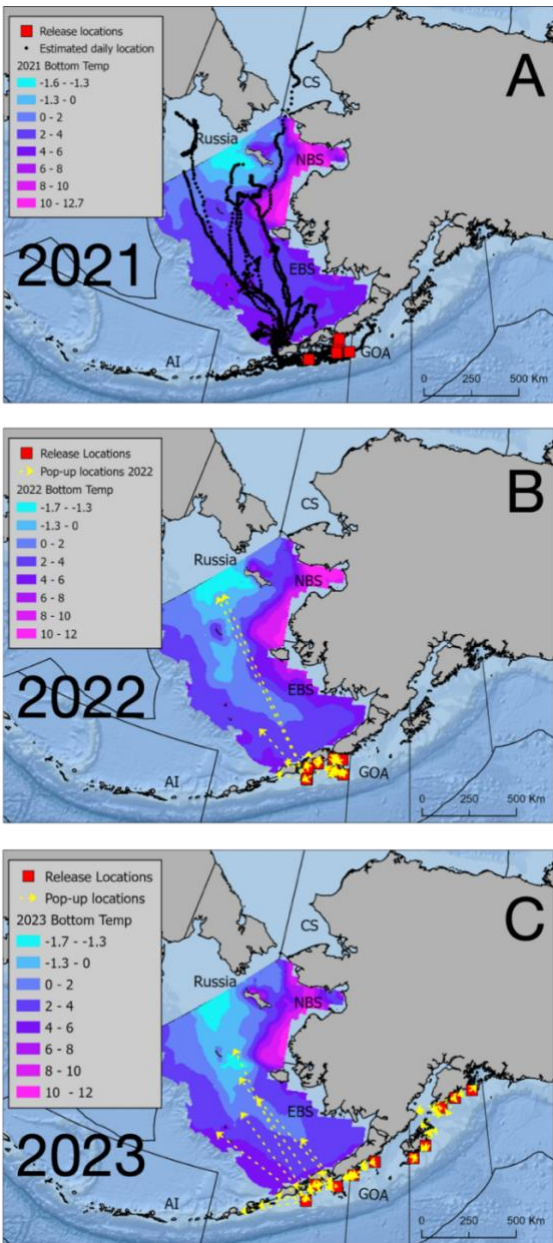 Release locations
Estimated daily location
2021 Bottom Temp
-1.6 - -1.3
-1.3 - 0
0 - 2
2 - 4
4 - 6
6 - 8
8 - 10
10 - 12.7
A
CS
Russia
NBS
2021
EBS
AI
GOA
0 250 500 Km
Release Locations
Pop-up locations 2022
2022 Bottom Temp
-1.7 - -1.3
-1.3 - 0
0 - 2
2 - 4
4 - 6
6 - 8
8 - 10
10 - 12
B
CS
Russia
NBS
2022
EBS
AI
GOA
0 250 500 Km
Release Locations
Pop-up locations
2023 Bottom Temp
-1.7 - -1.3
-1.3 - 0
0 - 2
2 - 4
4 - 6
6 - 8
8 - 10
10 - 12
C
CS
Russia
NBS
2023
EBS
AI
GOA
0 250 500 Km